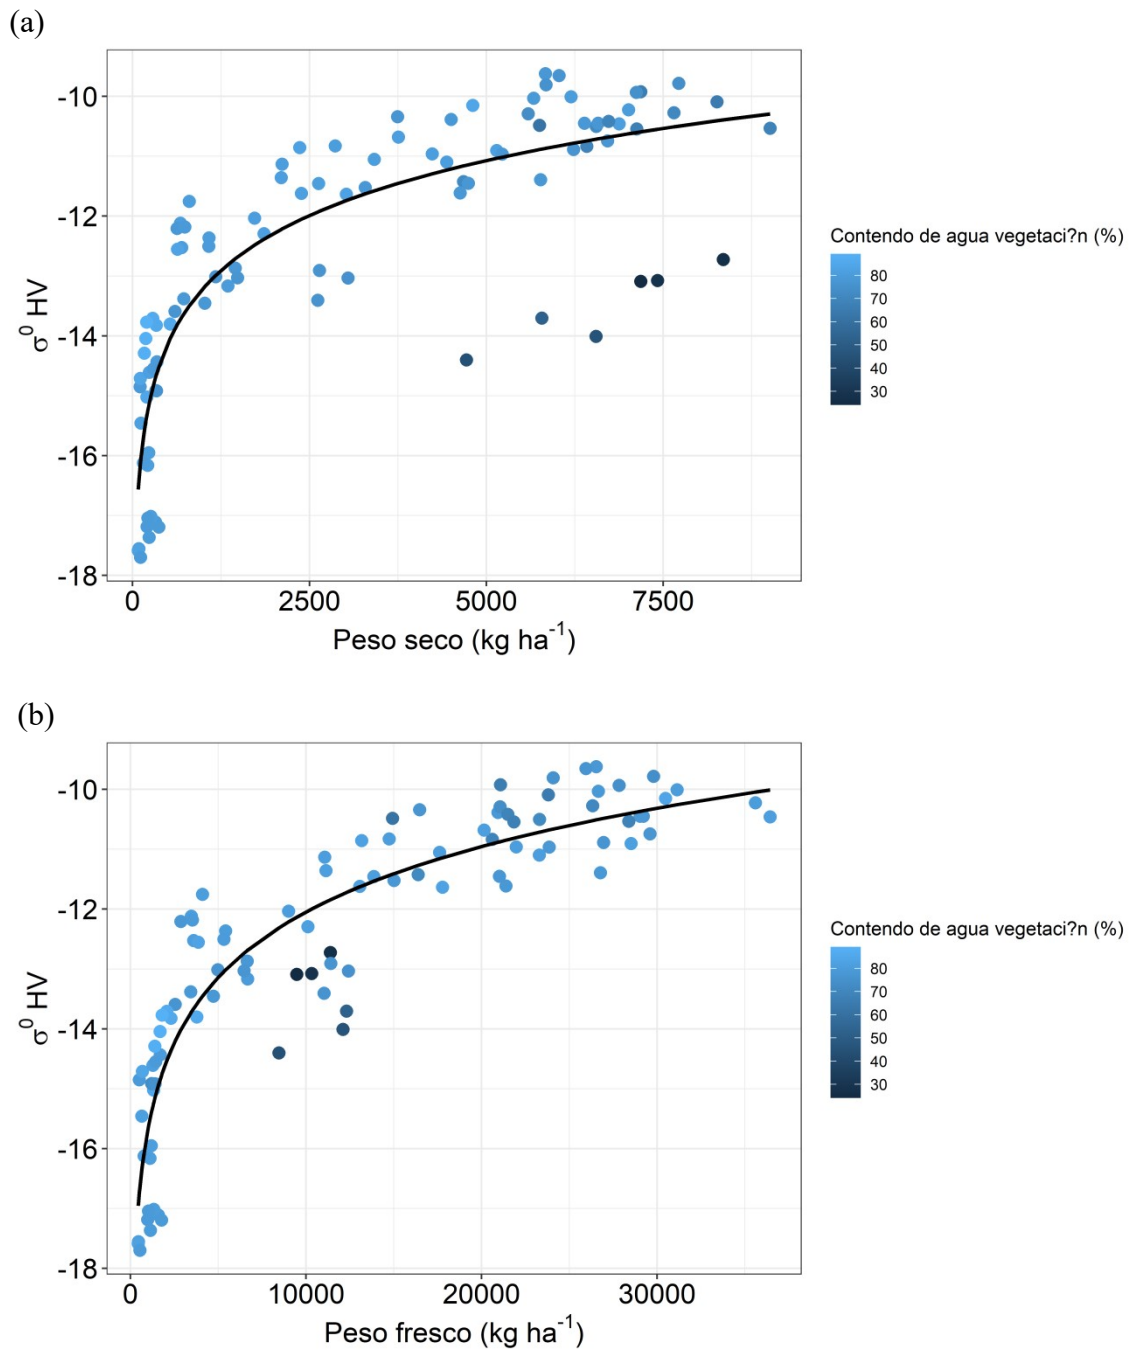 (a)
-10
-12
-14
-16
-18
σ⁰ HV
0 2500 5000 7500
Peso seco (kg ha⁻¹)
Contendo de agua vegetaci?n (%)
80
70
60
50
40
30
(b)
-10
-12
-14
-16
-18
σ⁰ HV
0 10000 20000 30000
Peso fresco (kg ha⁻¹)
Contendo de agua vegetaci?n (%)
80
70
60
50
40
30